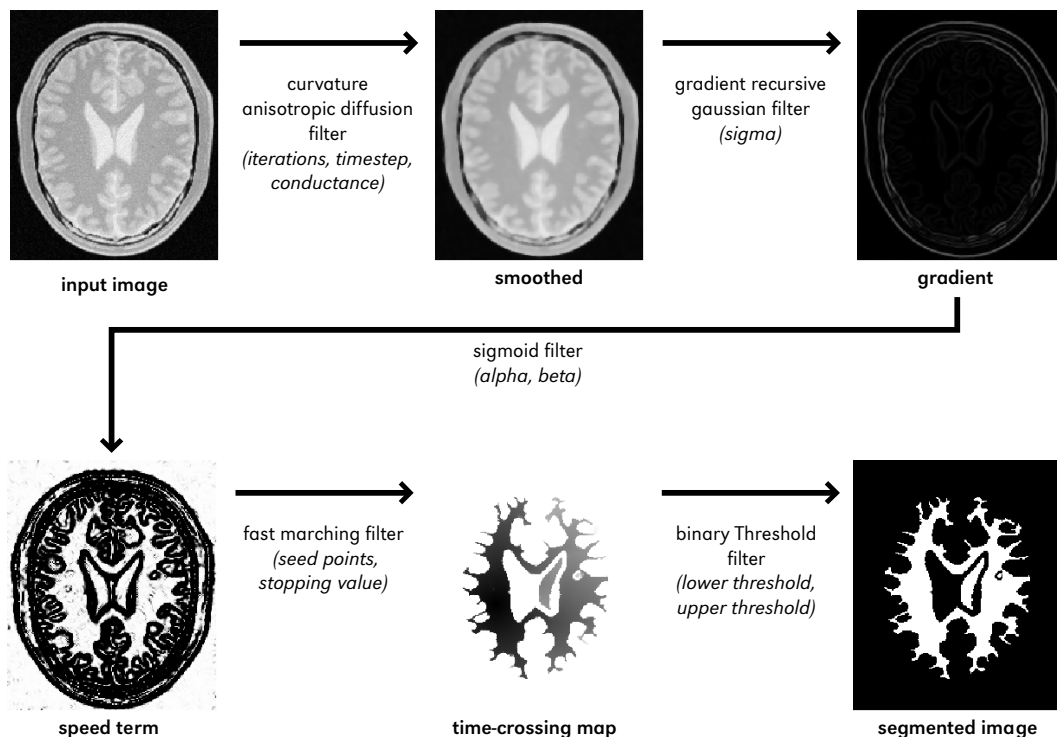 curvature
anisotropic diffusion
filter
(iterations, timestep,
conductance)
gradient recursive
gaussian filter
(sigma)
input image
smoothed
gradient
sigmoid filter
(alpha, beta)
fast marching filter
(seed points,
stopping value)
binary Threshold
filter
(lower threshold,
upper threshold)
speed term
time-crossing map
segmented image